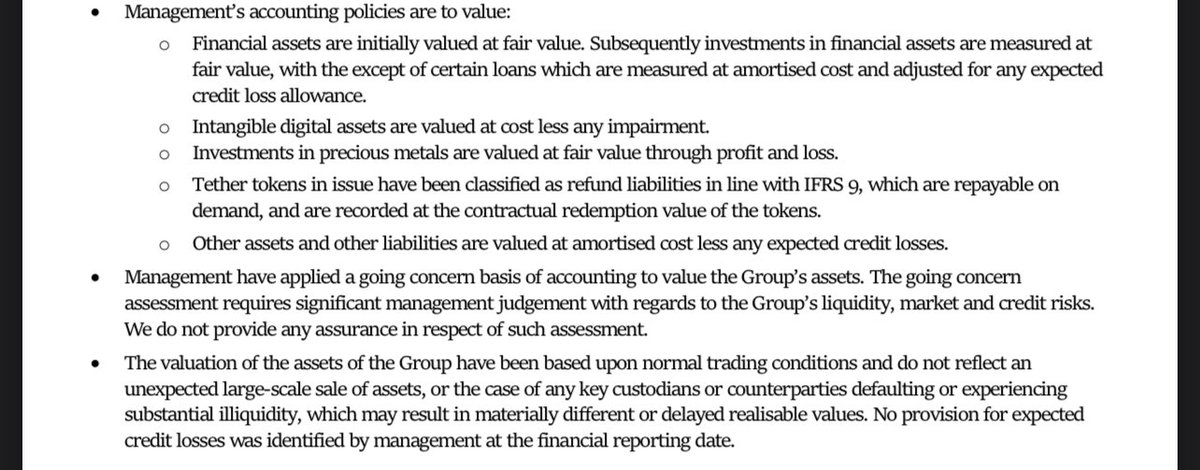 • Management's accounting policies are to value:
○ Financial assets are initially valued at fair value. Subsequently investments in financial assets are measured at
fair value, with the except of certain loans which are measured at amortised cost and adjusted for any expected
credit loss allowance.
○ Intangible digital assets are valued at cost less any impairment.
○ Investments in precious metals are valued at fair value through profit and loss.
○ Tether tokens in issue have been classified as refund liabilities in line with IFRS 9, which are repayable on
demand, and are recorded at the contractual redemption value of the tokens.
○ Other assets and other liabilities are valued at amortised cost less any expected credit losses.
• Management have applied a going concern basis of accounting to value the Group's assets. The going concern
assessment requires significant management judgement with regards to the Group's liquidity, market and credit risks.
We do not provide any assurance in respect of such assessment.
• The valuation of the assets of the Group have been based upon normal trading conditions and do not reflect an
unexpected large-scale sale of assets, or the case of any key custodians or counterparties defaulting or experiencing
substantial illiquidity, which may result in materially different or delayed realisable values. No provision for expected
credit losses was identified by management at the financial reporting date.